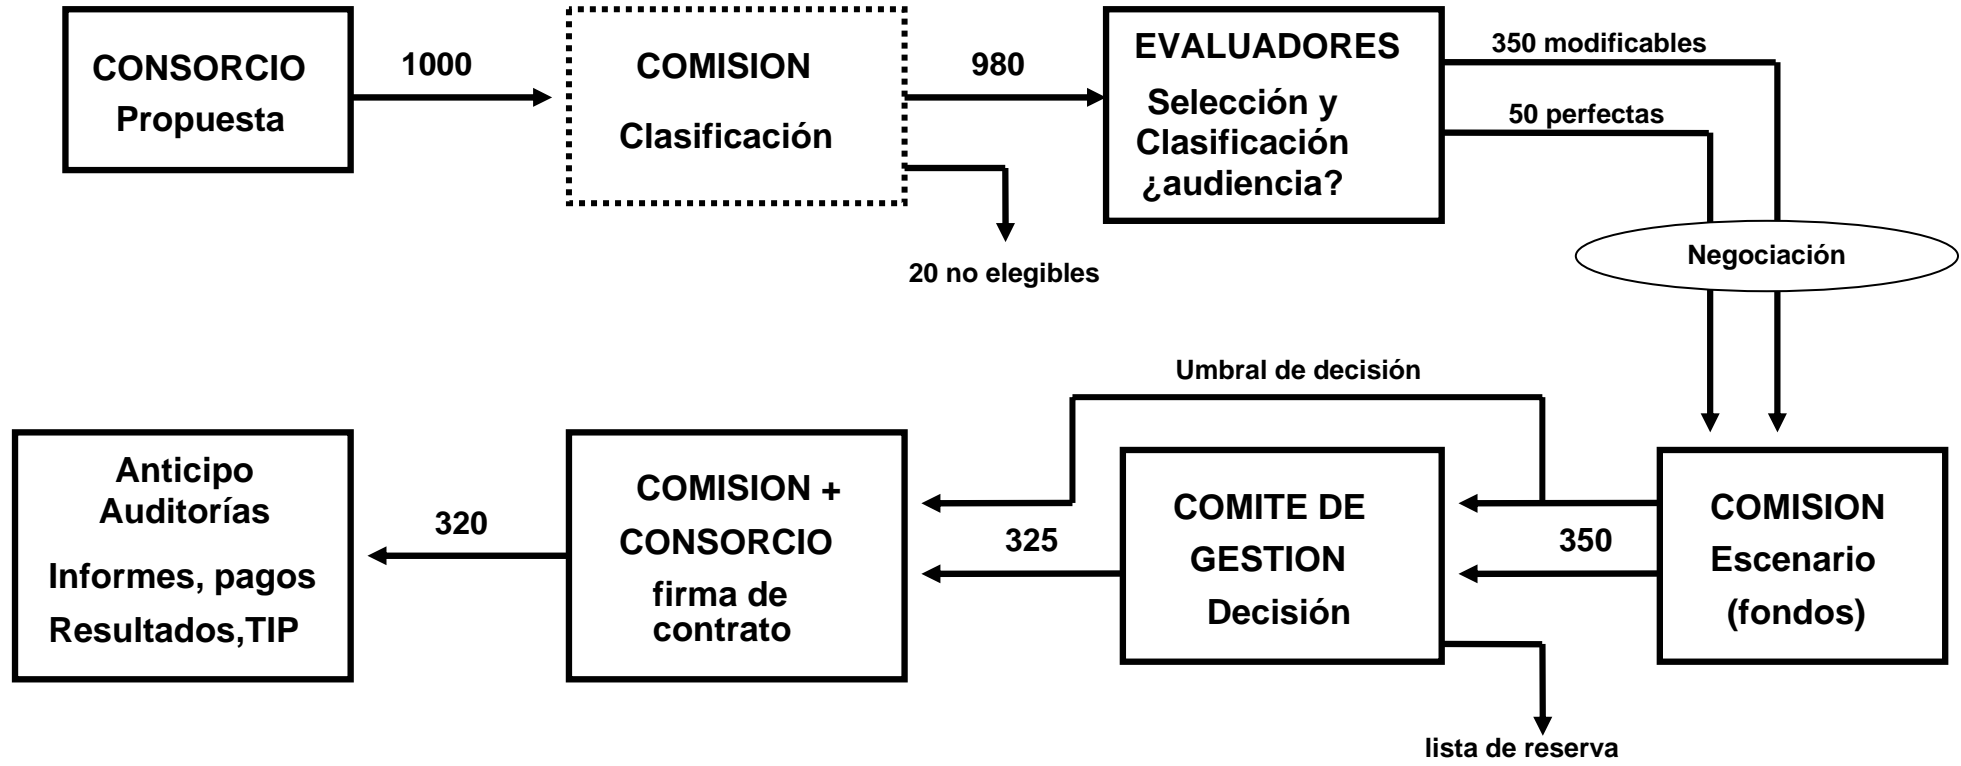 CONSORCIO
Propuesta
1000
COMISION
Clasificación
980
20 no elegibles
EVALUADORES
Selección y
Clasificación
¿audiencia?
350 modificables
50 perfectas
Negociación
Umbral de decisión
COMISION
Escenario
(fondos)
350
COMITE DE
GESTION
Decisión
lista de reserva
325
COMISION +
CONSORCIO
firma de
contrato
320
Anticipo
Auditorías
Informes, pagos
Resultados,TIP